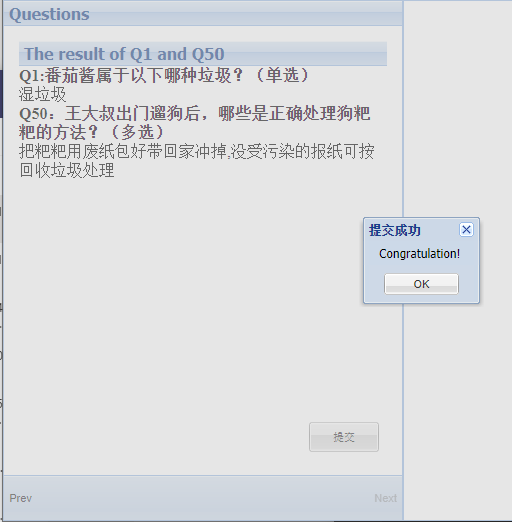 Questions
The result of Q1 and Q50
Q1:番茄酱属于以下哪种垃圾？（单选）
湿垃圾
Q50：王大叔出门遛狗后，哪些是正确处理狗粑
粑的方法？（多选）
把粑粑用废纸包好带回家冲掉,没受污染的报纸可按
回收垃圾处理
提交成功
Congratulation!
OK
提交
Prev
Next